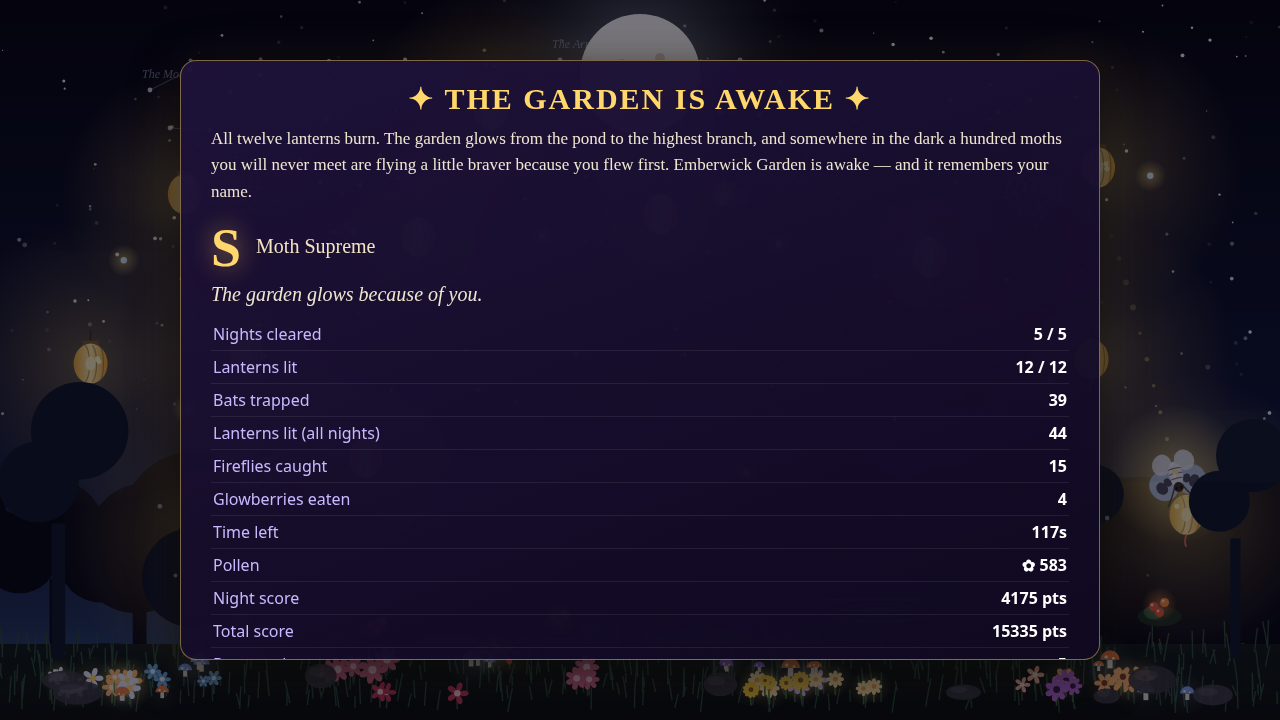 ✦ THE GARDEN IS AWAKE ✦
All twelve lanterns burn. The garden glows from the pond to the highest branch, and somewhere in the dark a hundred moths
you will never meet are flying a little braver because you flew first. Emberwick Garden is awake — and it remembers your
name.
S Moth Supreme
The garden glows because of you.
Nights cleared 5 / 5
Lanterns lit 12 / 12
Bats trapped 39
Lanterns lit (all nights) 44
Fireflies caught 15
Glowberries eaten 4
Time left 117s
Pollen ✿ 583
Night score 4175 pts
Total score 15335 pts